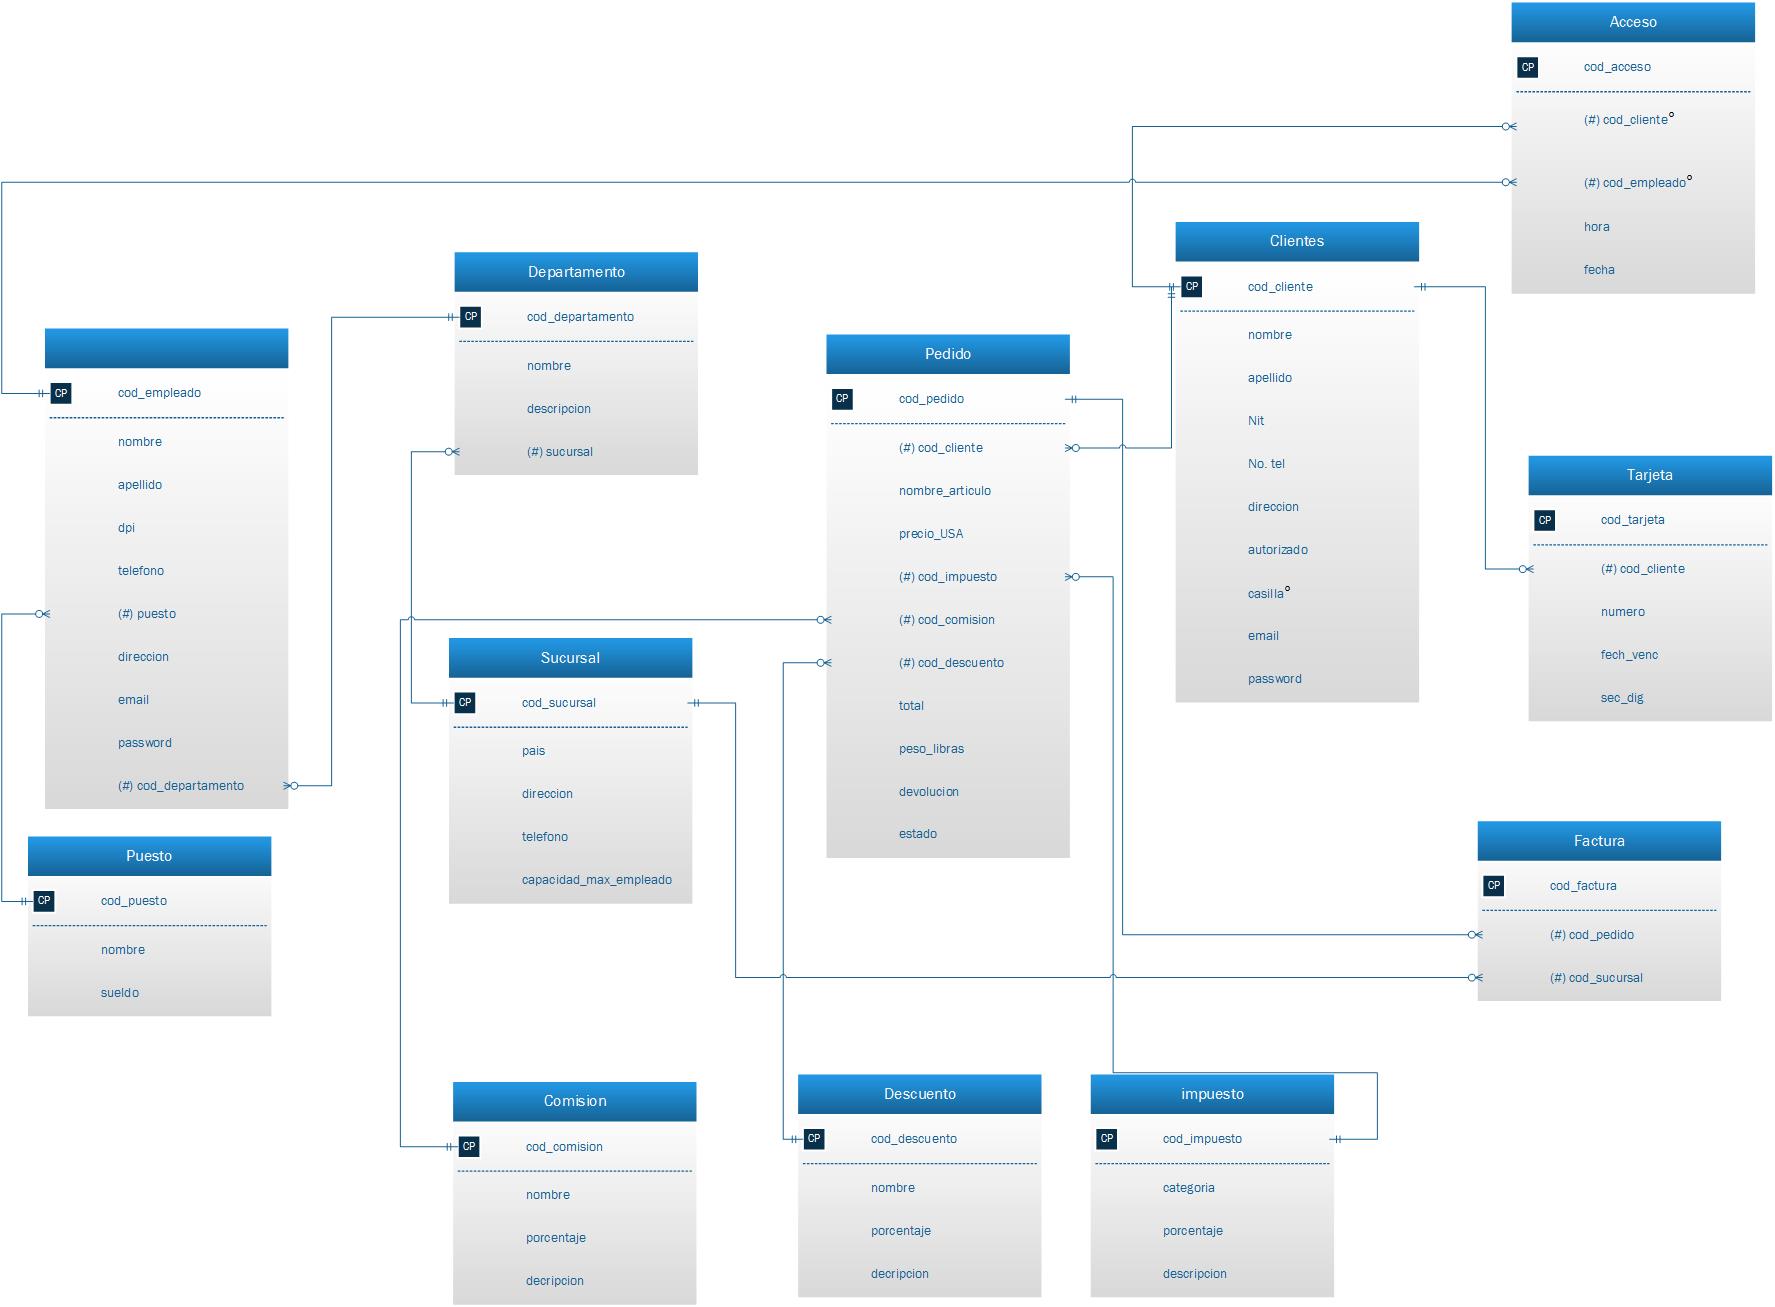 Acceso
CP cod_acceso
(#) cod_cliente°
(#) cod_empleado°
hora
fecha
Clientes
CP cod_cliente
nombre
apellido
Nit
No. tel
direccion
autorizado
casilla°
email
password
Departamento
CP cod_departamento
nombre
descripcion
(#) sucursal
CP cod_empleado
nombre
apellido
dpi
telefono
(#) puesto
direccion
email
password
(#) cod_departamento
Pedido
CP cod_pedido
(#) cod_cliente
nombre_articulo
precio_USA
(#) cod_impuesto
(#) cod_comision
(#) cod_descuento
total
peso_libras
devolucion
estado
Tarjeta
CP cod_tarjeta
(#) cod_cliente
numero
fech_venc
sec_dig
Sucursal
CP cod_sucursal
pais
direccion
telefono
capacidad_max_empleado
Puesto
CP cod_puesto
nombre
sueldo
Factura
CP cod_factura
(#) cod_pedido
(#) cod_sucursal
Comision
CP cod_comision
nombre
porcentaje
decripcion
Descuento
CP cod_descuento
nombre
porcentaje
decripcion
impuesto
CP cod_impuesto
categoria
porcentaje
descripcion